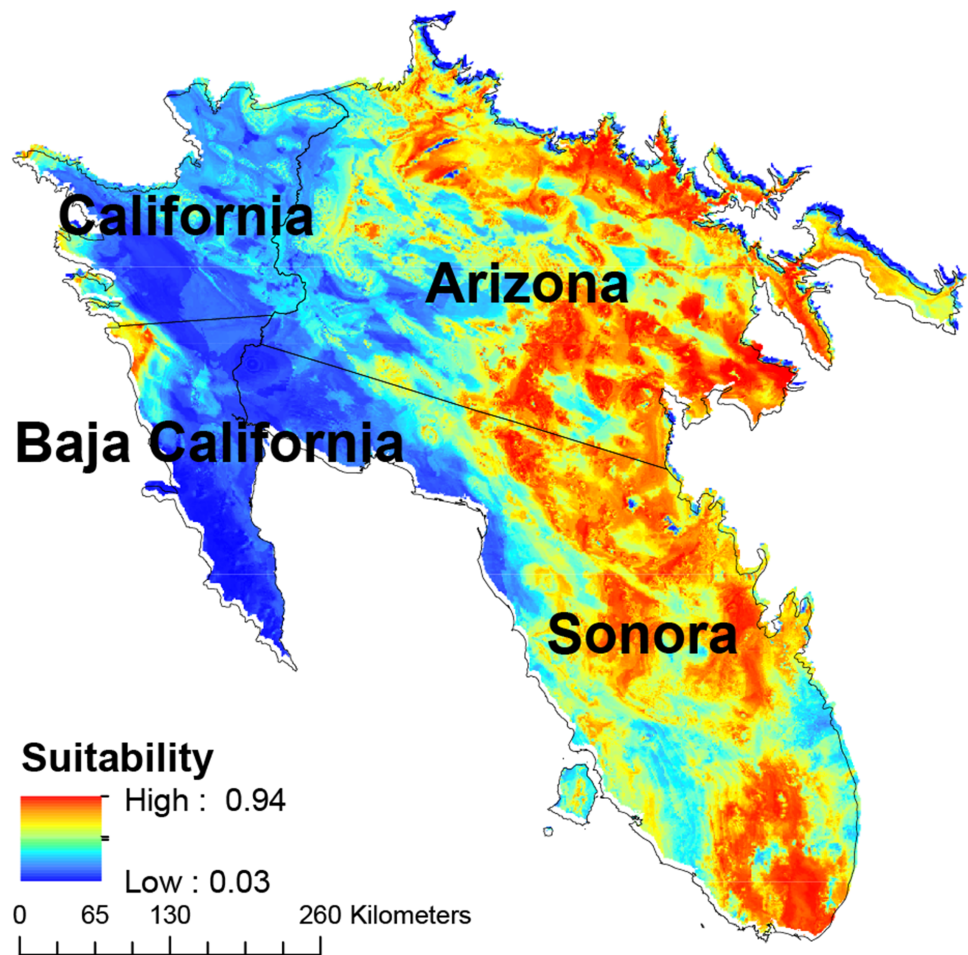 California
Arizona
Baja California
Sonora
Suitability
High : 0.94
Low : 0.03
0 65 130 260 Kilometers